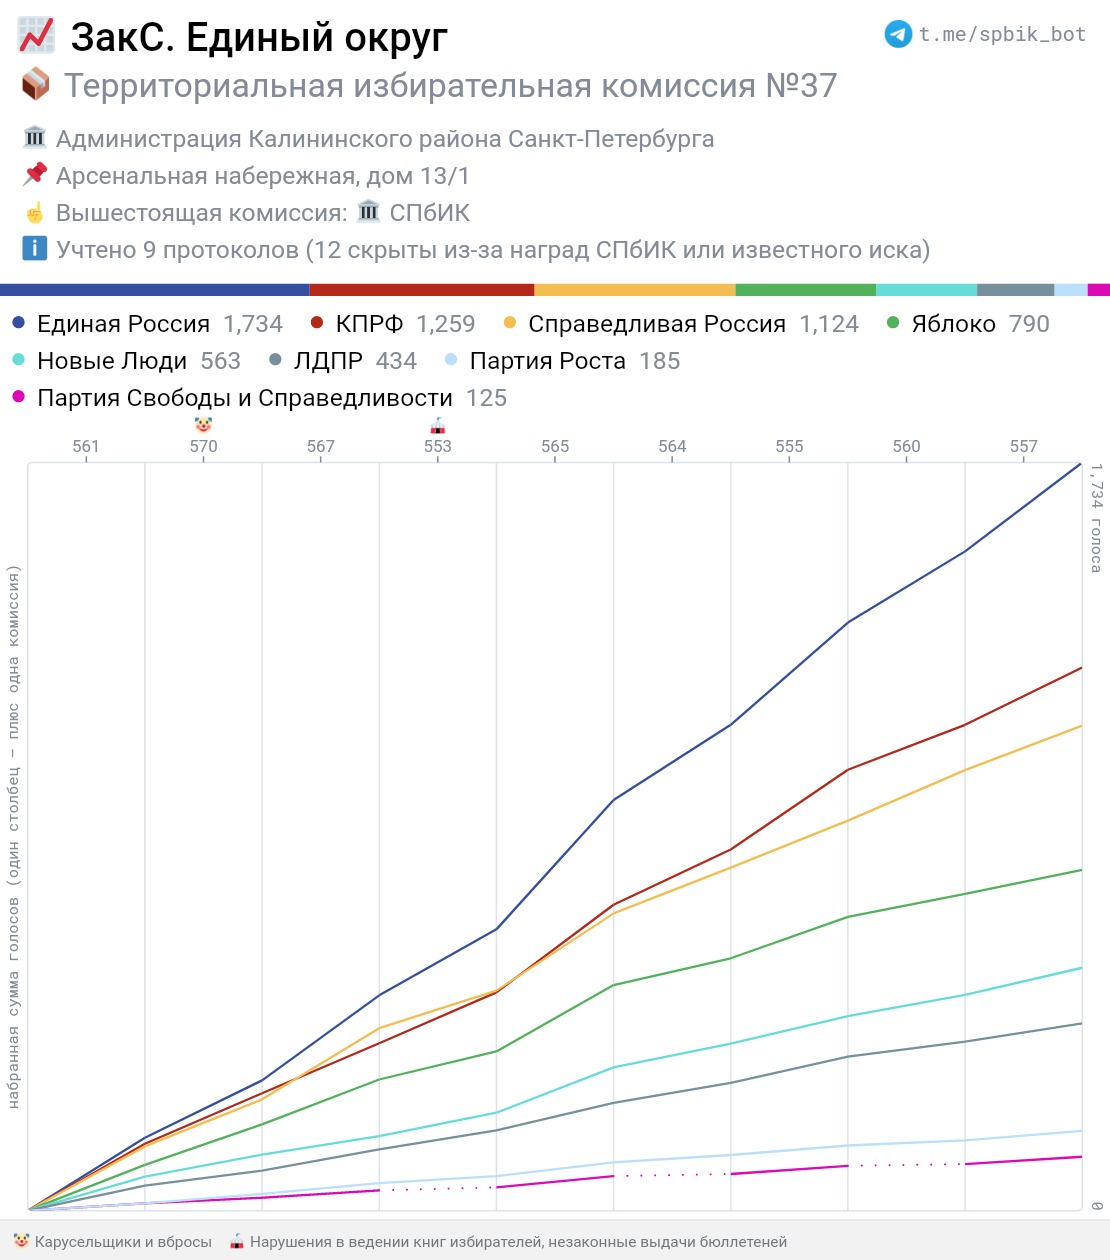 ЗакС. Единый округ
t.me/spbik_bot
Территориальная избирательная комиссия №37
Администрация Калининского района Санкт-Петербурга
Арсенальная набережная, дом 13/1
Вышестоящая комиссия: СПбИК
Учтено 9 протоколов (12 скрыты из-за наград СПбИК или известного иска)
Единая Россия 1,734 КПРФ 1,259 Справедливая Россия 1,124 Яблоко 790
Новые Люди 563 ЛДПР 434 Партия Роста 185
Партия Свободы и Справедливости 125
561 570 567 553 565 564 555 560 557
1,734 голоса
набранная сумма голосов (один столбец – плюс одна комиссия)
0
Карусельщики и вбросы Нарушения в ведении книг избирателей, незаконные выдачи бюллетеней